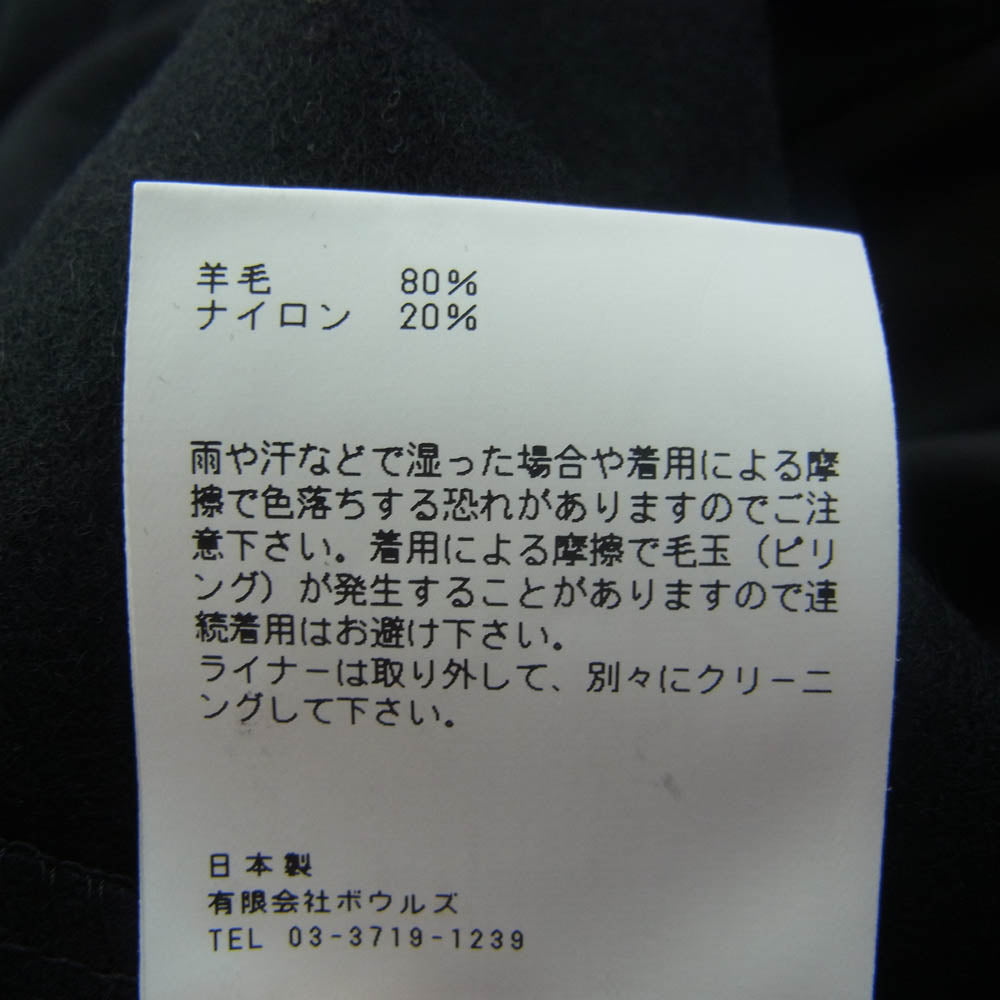 羊毛 80%
ナイロン 20%
雨や汗などで湿った場合や着用による摩
擦で色落ちする恐れがありますのでご注
意下さい。着用による摩擦で毛玉（ピリ
ング）が発生することがありますので連
続着用はお避け下さい。
ライナーは取り外して、別々にクリーニ
ングして下さい。
日本製
有限会社ボウルズ
TEL 03-3719-1239